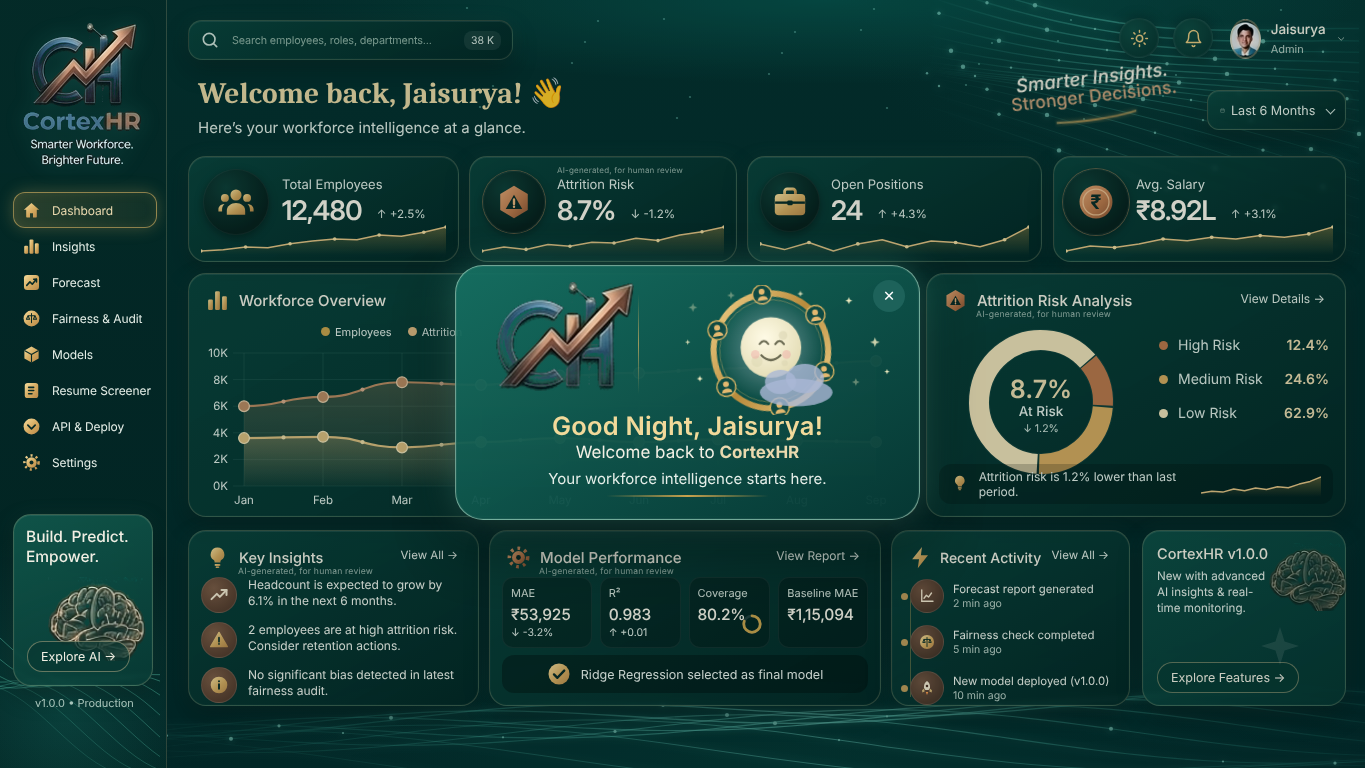 CortexHR
Smarter Workforce.
Brighter Future.
Dashboard
Insights
Forecast
Fairness & Audit
Models
Resume Screener
API & Deploy
Settings
Build. Predict.
Empower.
Explore AI →
v1.0.0 • Production
Search employees, roles, departments...
38 K
Jaisurya
Admin
Welcome back, Jaisurya! 👋
Here's your workforce intelligence at a glance.
Smarter Insights.
Stronger Decisions.
Last 6 Months
Total Employees
12,480 ↑ +2.5%
AI-generated, for human review
Attrition Risk
8.7% ↓ -1.2%
Open Positions
24 ↑ +4.3%
Avg. Salary
₹8.92L ↑ +3.1%
Workforce Overview
Employees
Attritio
10K
8K
6K
4K
2K
0K
Jan Feb Mar Apr May Aug Sep
CH
Good Night, Jaisurya!
Welcome back to CortexHR
Your workforce intelligence starts here.
Attrition Risk Analysis
View Details →
AI-generated, for human review
8.7%
At Risk
↓ 1.2%
High Risk 12.4%
Medium Risk 24.6%
Low Risk 62.9%
Attrition risk is 1.2% lower than last
period.
Key Insights
View All →
AI-generated, for human review
Headcount is expected to grow by
6.1% in the next 6 months.
2 employees are at high attrition risk.
Consider retention actions.
No significant bias detected in latest
fairness audit.
Model Performance
View Report →
AI-generated, for human review
MAE
₹53,925
↓ -3.2%
R²
0.983
↑ +0.01
Coverage
80.2%
Baseline MAE
₹1,15,094
Ridge Regression selected as final model
Recent Activity
View All →
Forecast report generated
2 min ago
Fairness check completed
5 min ago
New model deployed (v1.0.0)
10 min ago
CortexHR v1.0.0
New with advanced
AI insights & real-
time monitoring.
Explore Features →